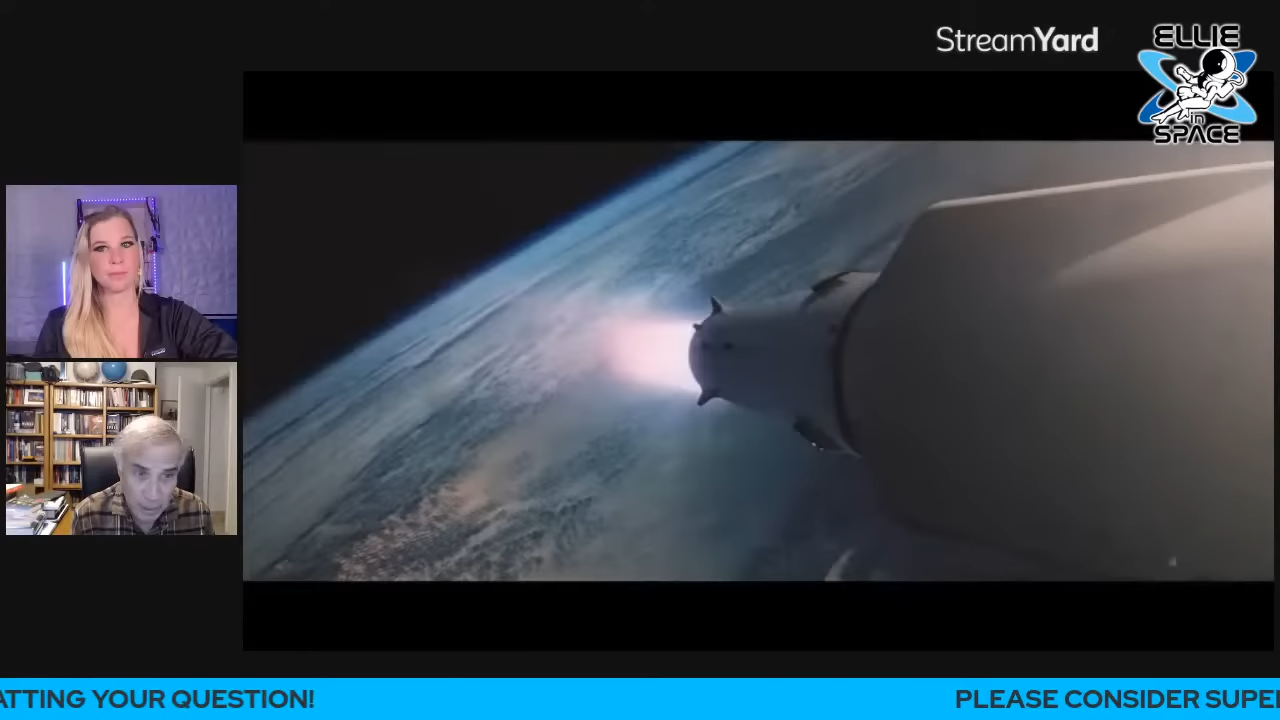 StreamYard
ELLIE
in
SPACE
ATTING YOUR QUESTION!
PLEASE CONSIDER SUPE